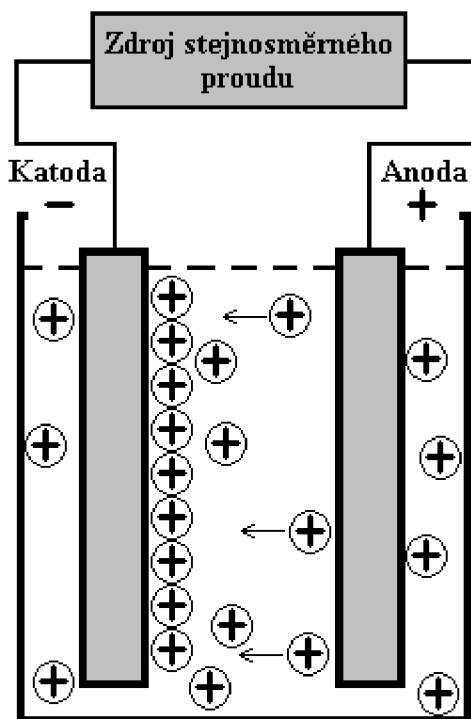 Zdroj stejnosměrného
proudu
Katoda
Anoda
−
+